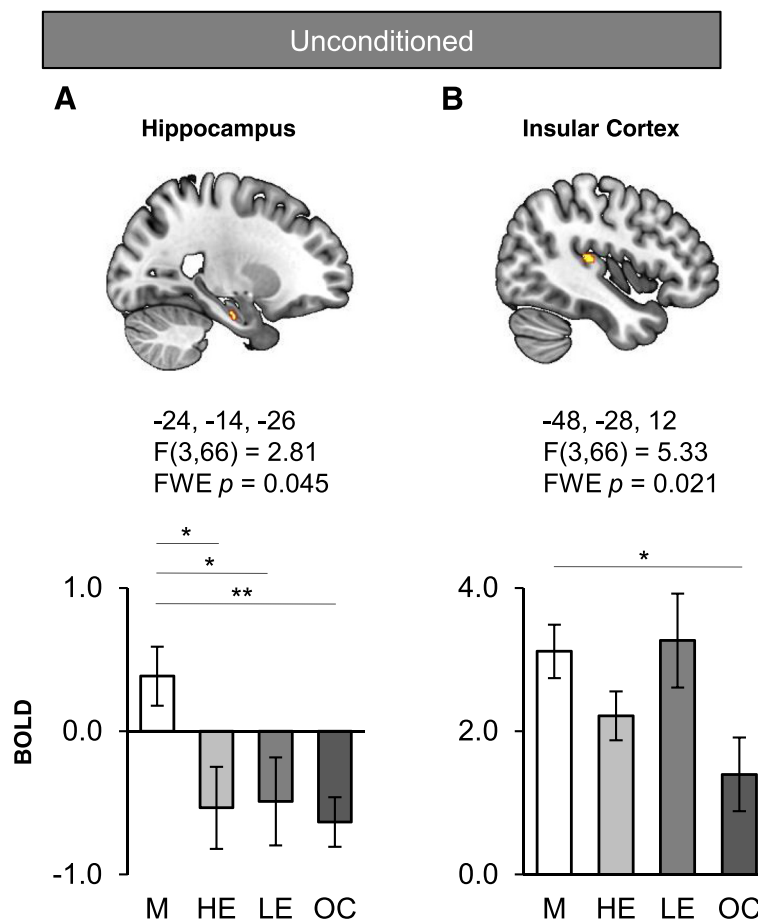 Unconditioned
A
Hippocampus
-24, -14, -26
F(3,66) = 2.81
FWE p = 0.045
*
*
**
1.0
0.0
-1.0
BOLD
M HE LE OC
B
Insular Cortex
-48, -28, 12
F(3,66) = 5.33
FWE p = 0.021
*
4.0
2.0
0.0
M HE LE OC